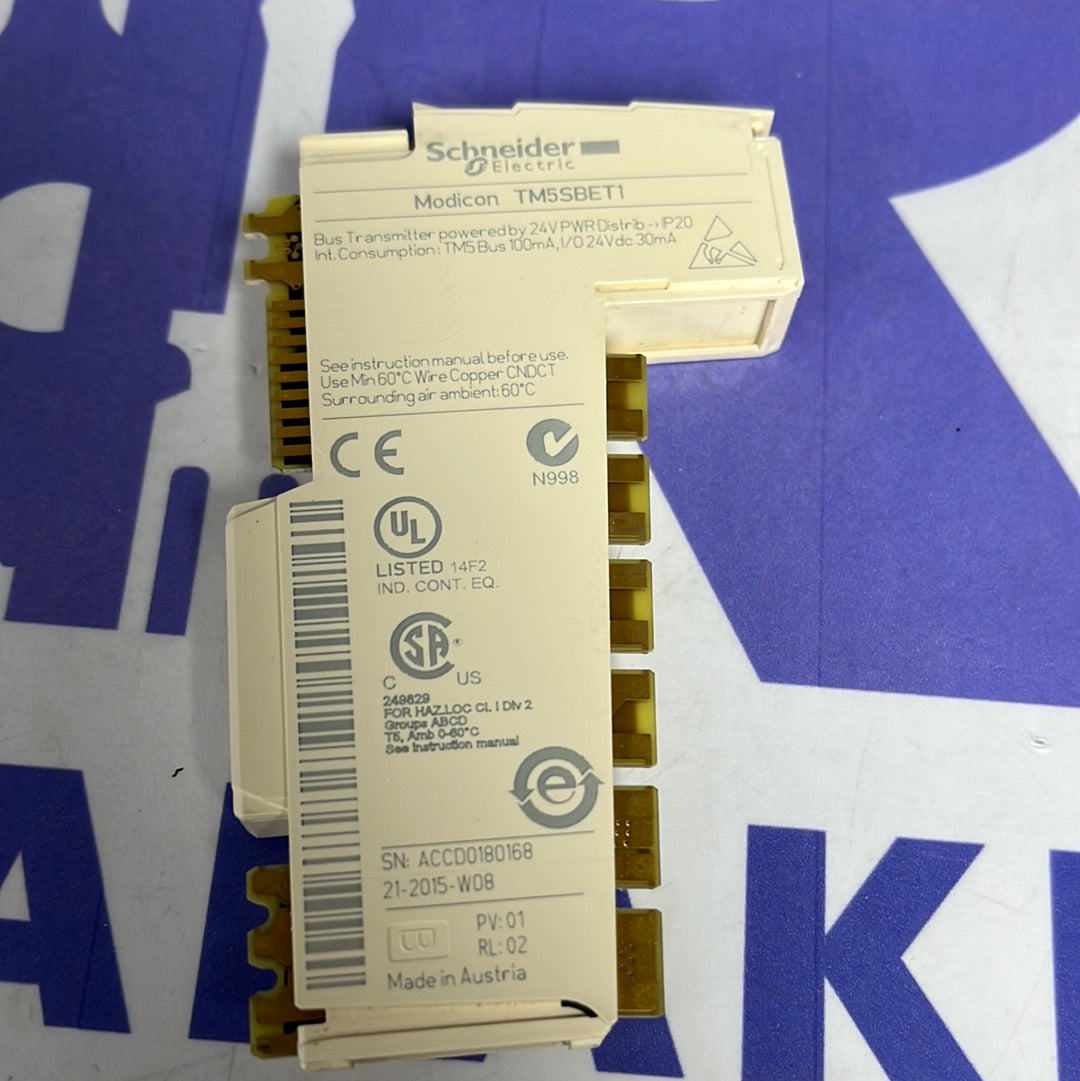 Schneider
Electric
Modicon TM5SBET1
Bus Transmitter powered by 24V PWR Distrib -> IP20
Int. Consumption: TM5 Bus 100mA, I/O 24Vdc 30mA
See instruction manual before use.
Use Min 60°C Wire Copper CNDCT
Surrounding air ambient: 60°C
CE
N998
UL
LISTED 14F2
IND. CONT. EQ.
SA
C US
249829
FOR HAZ.LOC CI. I Div 2
Groups ABCD
T5, Amb 0-60°C
See instruction manual
e
SN: ACCD0180168
21-2015-W08
PV: 01
RL: 02
Made in Austria